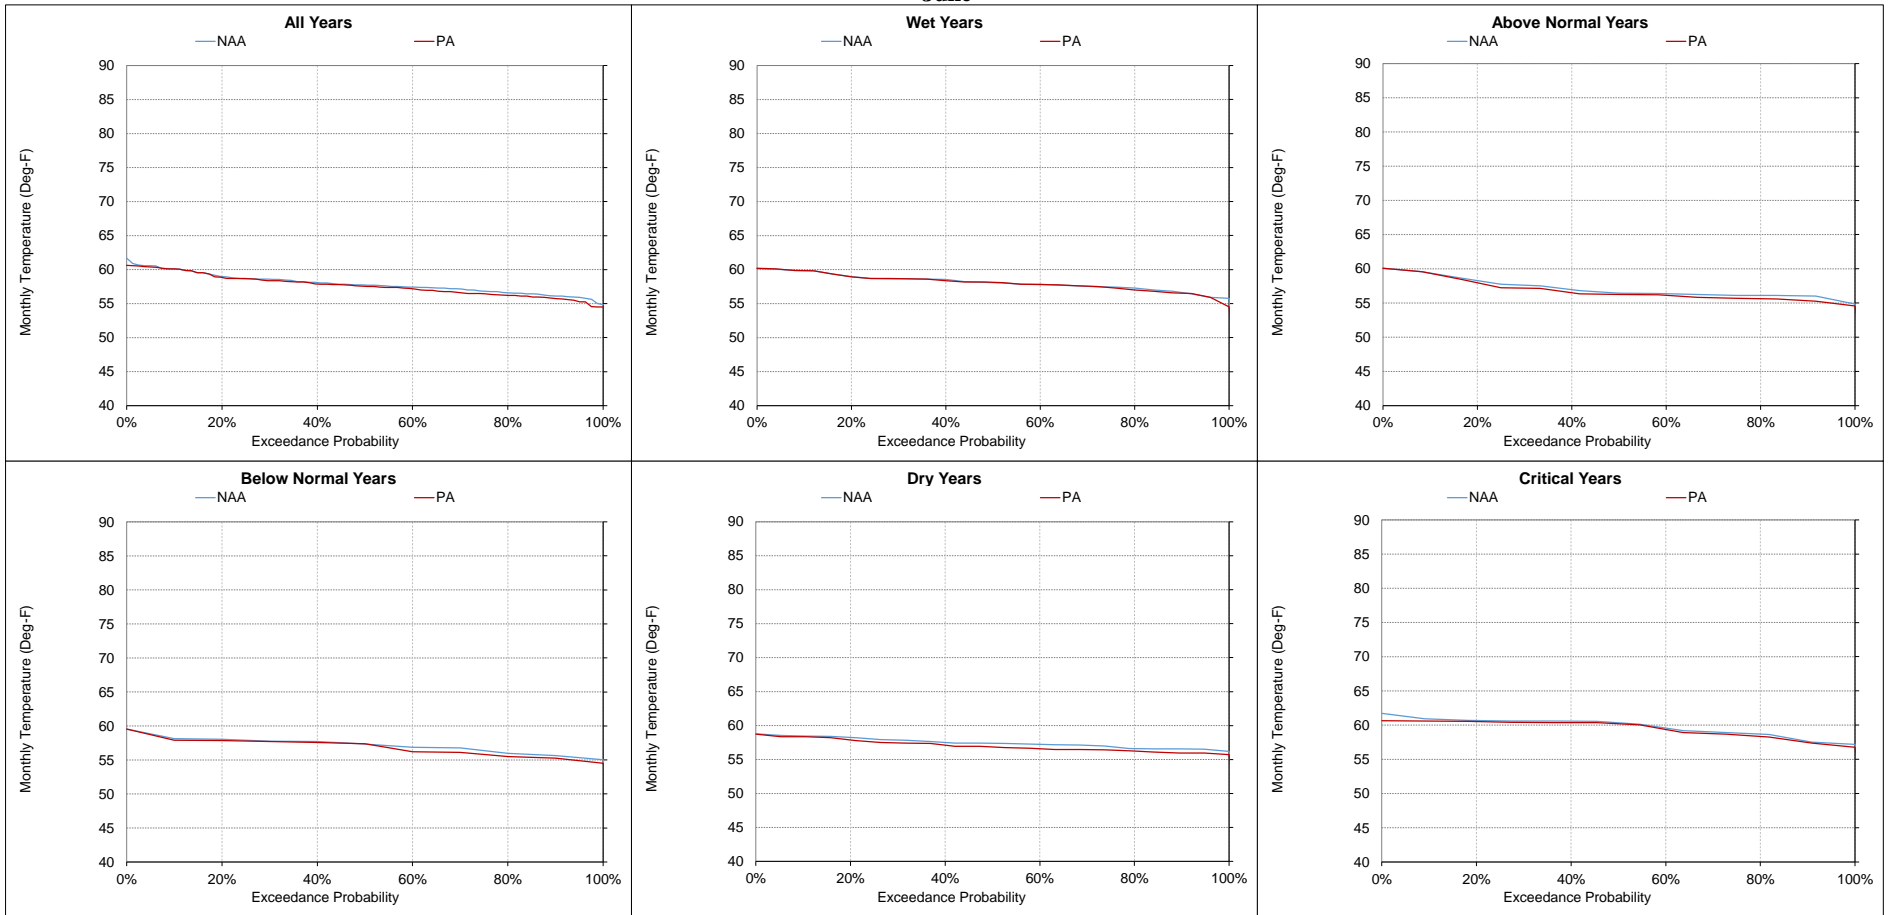 All Years
NAA PA
90
85
80
75
70
65
60
55
50
45
40
0% 20% 40% 60% 80% 100%
Monthly Temperature (Deg-F)
Exceedance Probability
Wet Years
NAA PA
90
85
80
75
70
65
60
55
50
45
40
0% 20% 40% 60% 80% 100%
Monthly Temperature (Deg-F)
Exceedance Probability
Above Normal Years
NAA PA
90
85
80
75
70
65
60
55
50
45
40
0% 20% 40% 60% 80% 100%
Monthly Temperature (Deg-F)
Exceedance Probability
Below Normal Years
NAA PA
90
85
80
75
70
65
60
55
50
45
40
0% 20% 40% 60% 80% 100%
Monthly Temperature (Deg-F)
Exceedance Probability
Dry Years
NAA PA
90
85
80
75
70
65
60
55
50
45
40
0% 20% 40% 60% 80% 100%
Monthly Temperature (Deg-F)
Exceedance Probability
Critical Years
NAA PA
90
85
80
75
70
65
60
55
50
45
40
0% 20% 40% 60% 80% 100%
Monthly Temperature (Deg-F)
Exceedance Probability